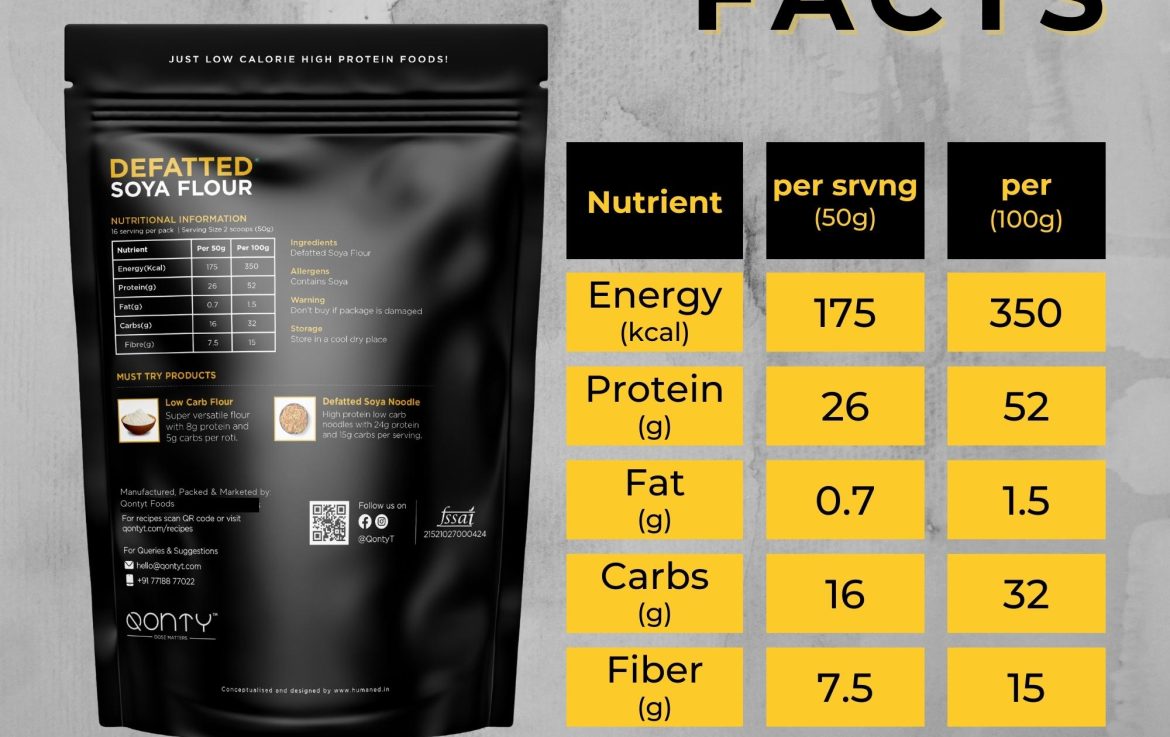 FACTS
JUST LOW CALORIE HIGH PROTEIN FOODS!
DEFATTED
SOYA FLOUR
NUTRITIONAL INFORMATION
16 serving per pack | Serving Size 2 scoops (50g)
Nutrient Per 50g Per 100g
Energy(Kcal) 175 350
Protein(g) 26 52
Fat(g) 0.7 1.5
Carbs(g) 16 32
Fibre(g) 7.5 15
Ingredients
Defatted Soya Flour
Allergens
Contains Soya
Warning
Don't buy if package is damaged
Storage
Store in a cool dry place
MUST TRY PRODUCTS
Low Carb Flour
Super versatile flour
with 8g protein and
5g carbs per roti.
Defatted Soya Noodle
High protein low carb
noodles with 24g protein
and 15g carbs per serving.
Manufactured, Packed & Marketed by:
Qontyt Foods
For recipes scan QR code or visit
qontyt.com/recipes
For Queries & Suggestions
hello@qontyt.com
+91 77188 77022
Follow us on
@QontyT
fssai
21521027000424
QONTY™
DOSE MATTERS
Conceptualised and designed by www.humaned.in
Nutrient per srvng (50g) per (100g)
Energy (kcal) 175 350
Protein (g) 26 52
Fat (g) 0.7 1.5
Carbs (g) 16 32
Fiber (g) 7.5 15